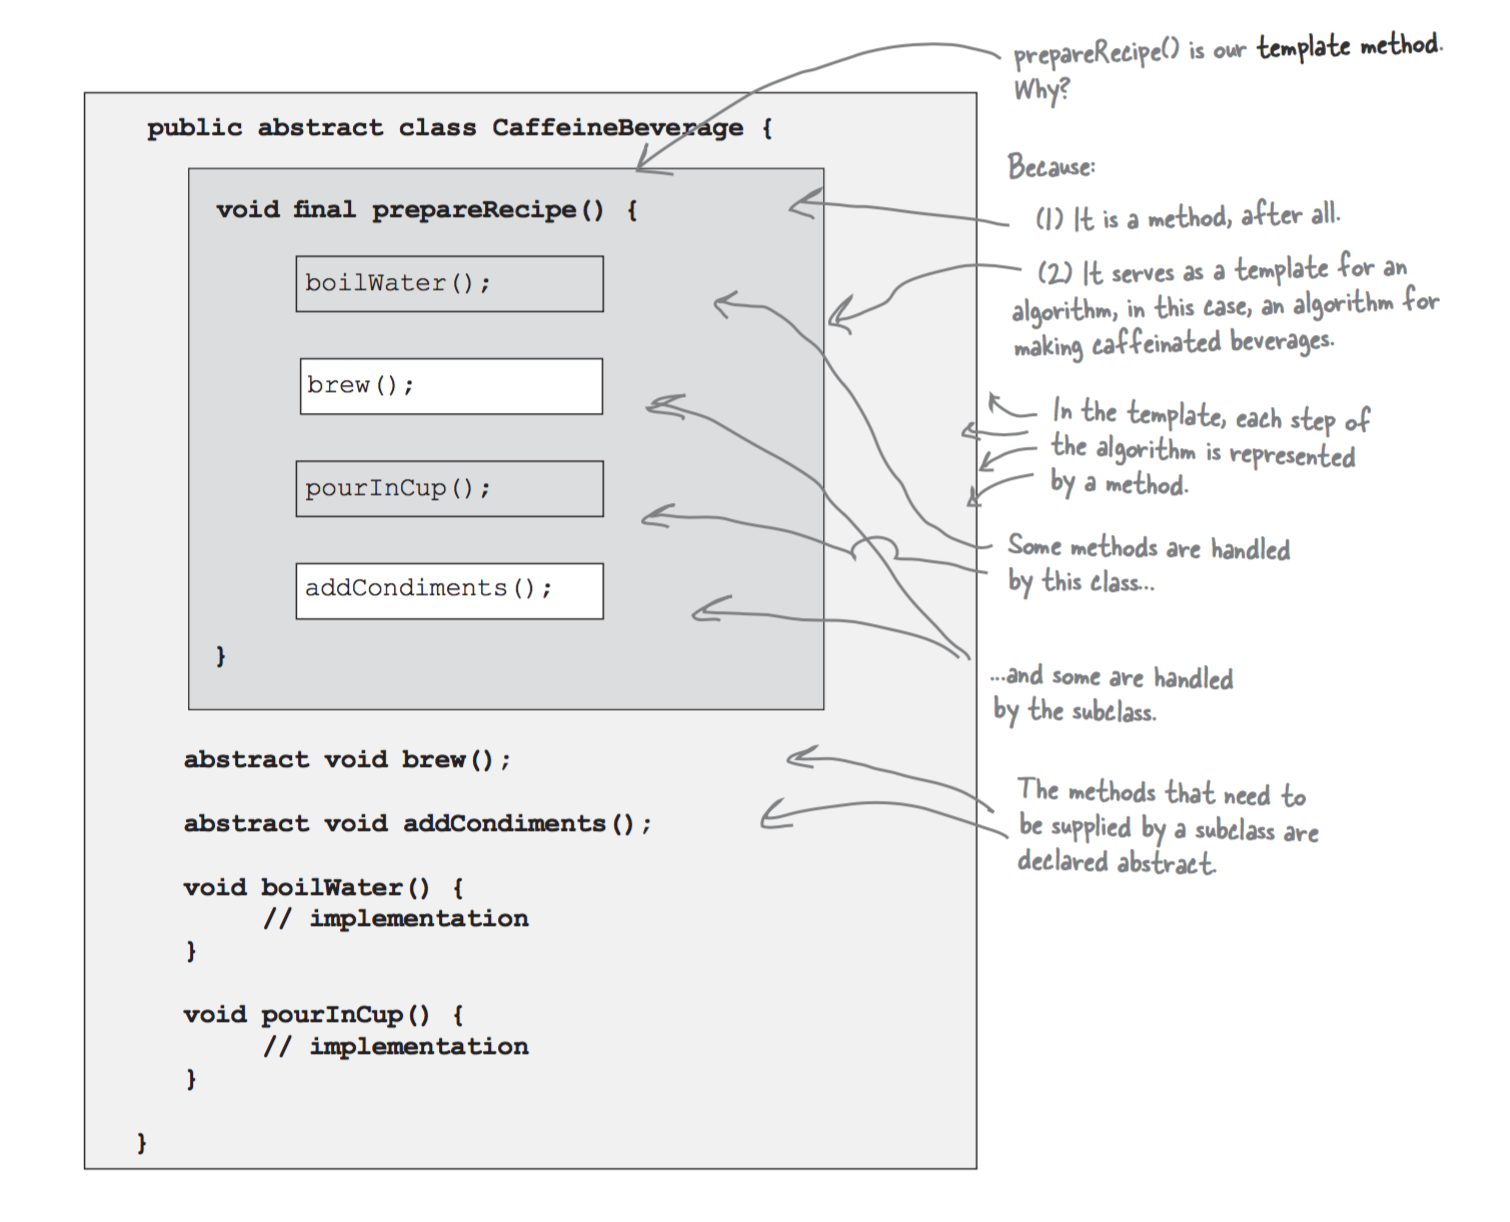 prepareRecipe() is our template method.
Why?
public abstract class CaffeineBeverage {
Because:
void final prepareRecipe() {
(1) It is a method, after all.
boilWater();
(2) It serves as a template for an
algorithm, in this case, an algorithm for
making caffeinated beverages.
brew();
In the template, each step of
the algorithm is represented
by a method.
pourInCup();
Some methods are handled
by this class...
addCondiments();
}
...and some are handled
by the subclass.
abstract void brew();
The methods that need to
be supplied by a subclass are
declared abstract.
abstract void addCondiments();
void boilWater() {
// implementation
}
void pourInCup() {
// implementation
}
}